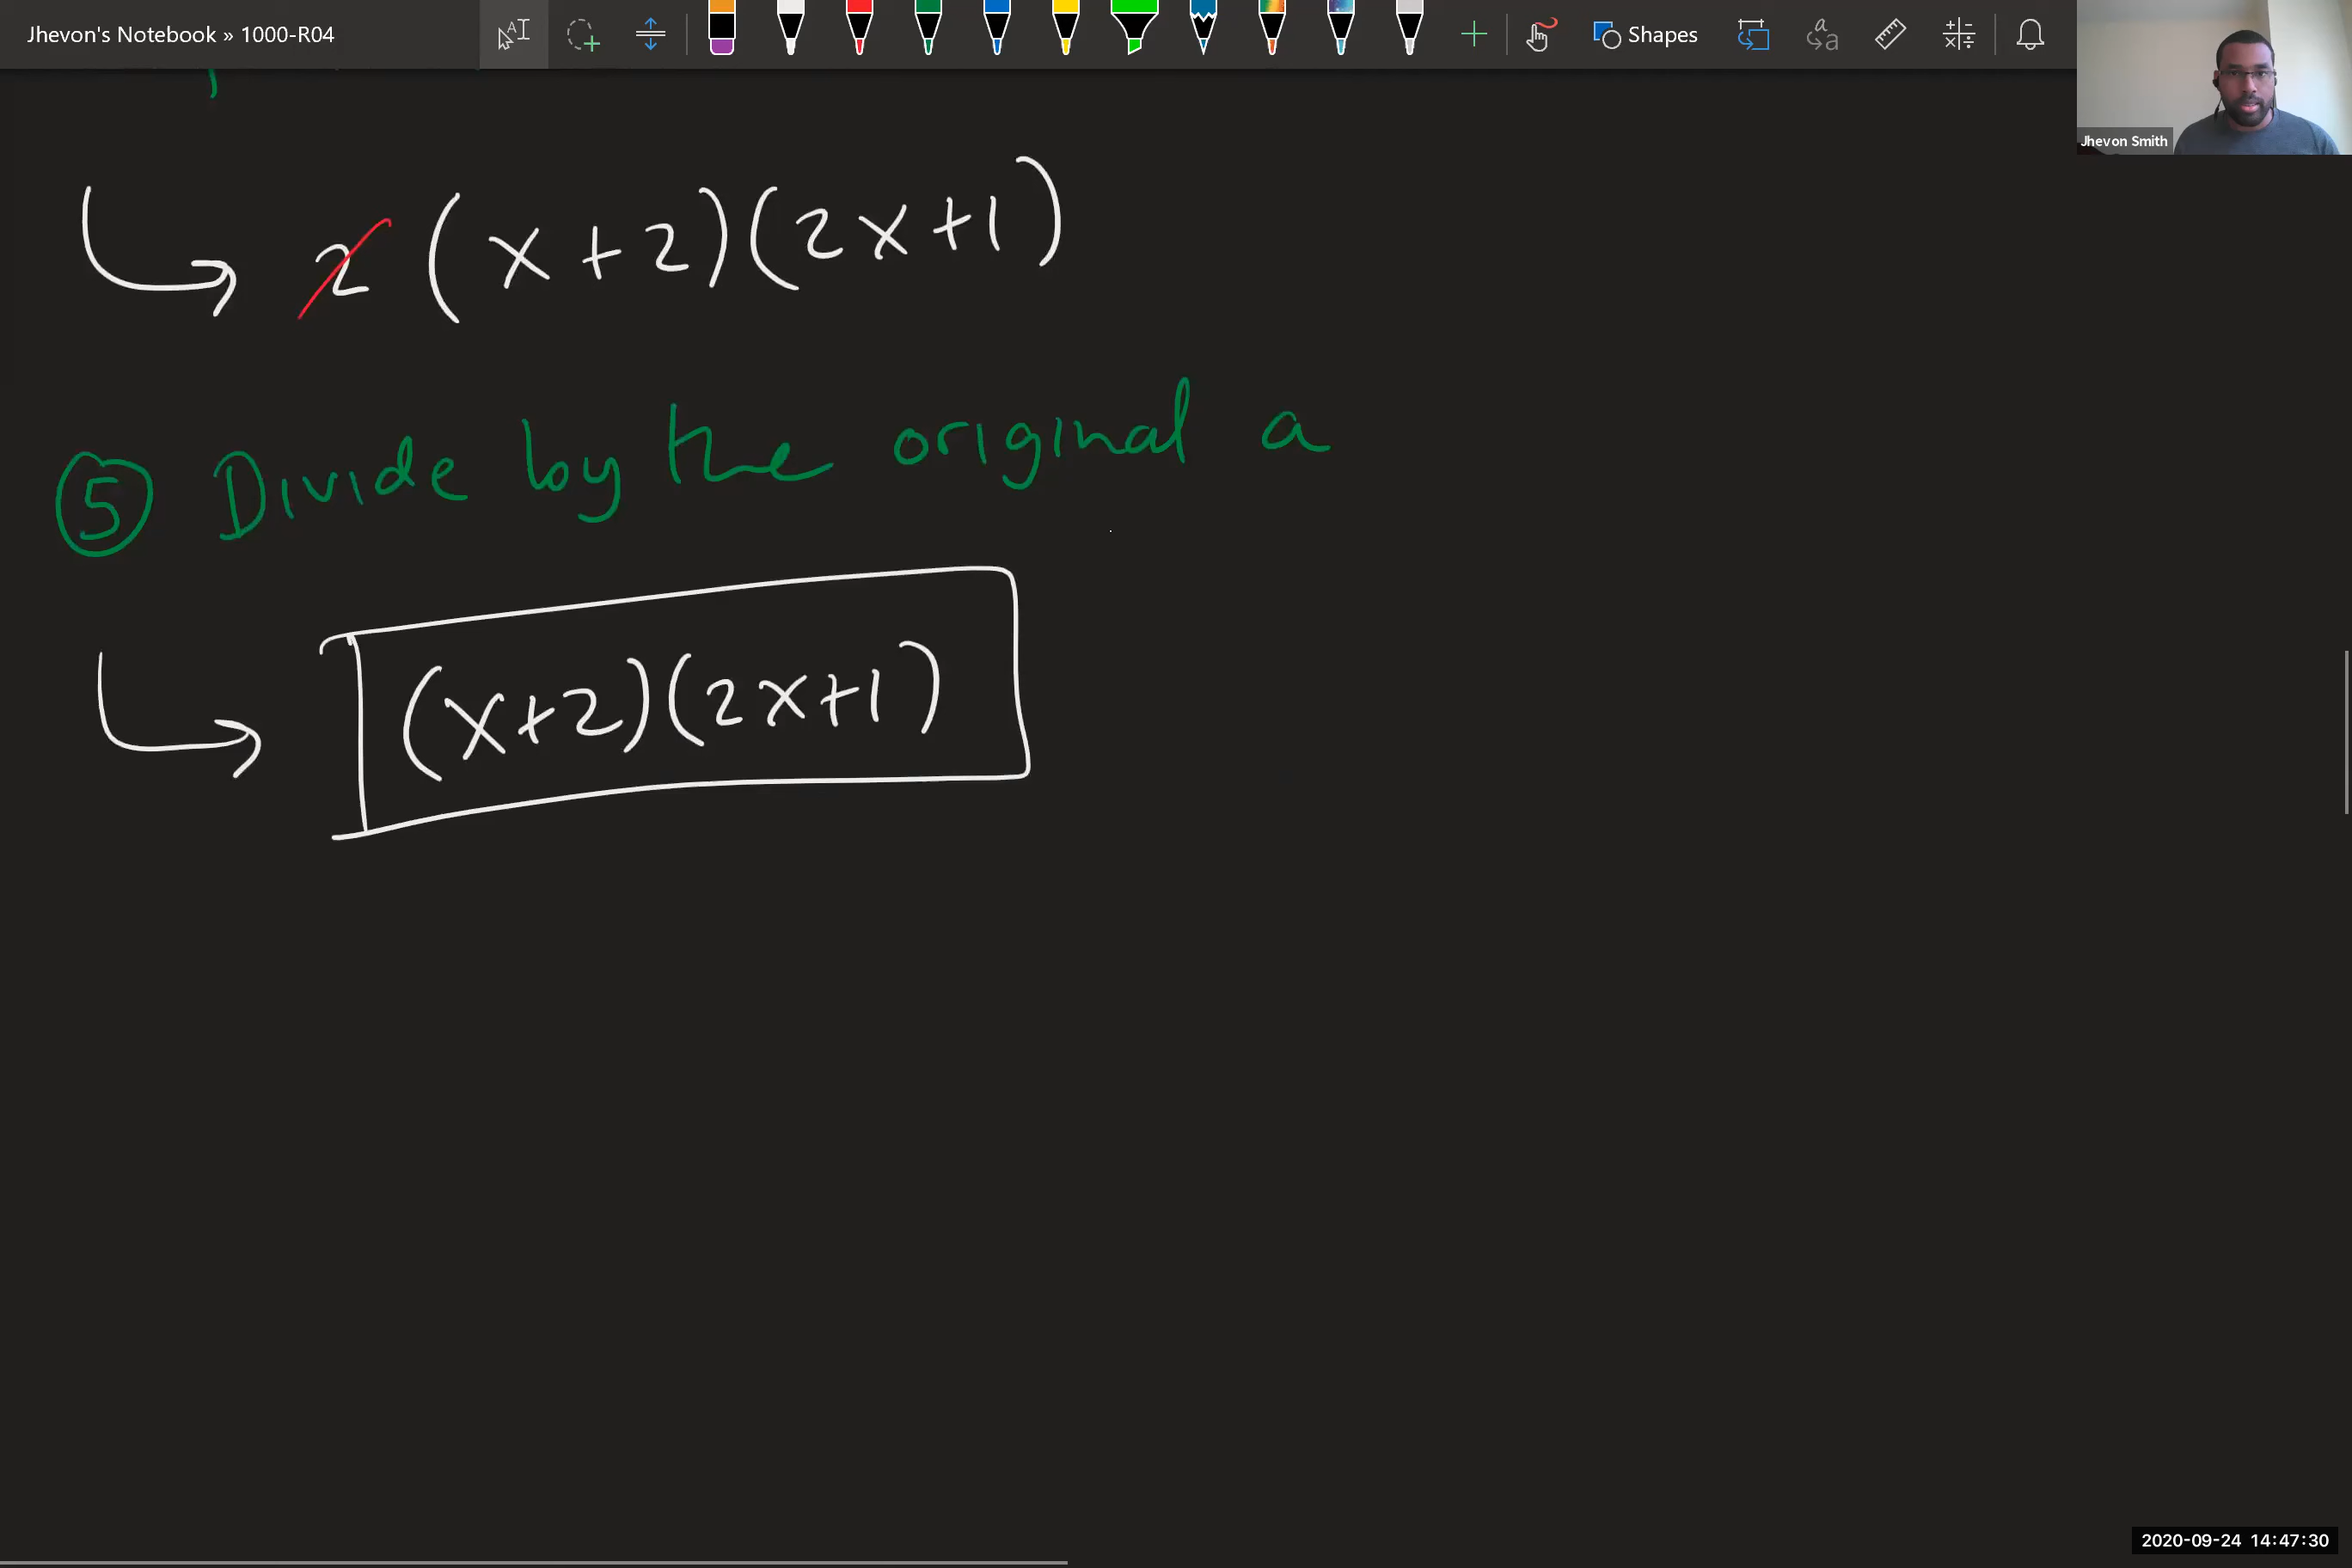 Jhevon's Notebook » 1000-R04
Shapes
Jhevon Smith
2 (x+2)(2x+1)
5 Divide by the original a
(x+2)(2x+1)
2020-09-24 14:47:30